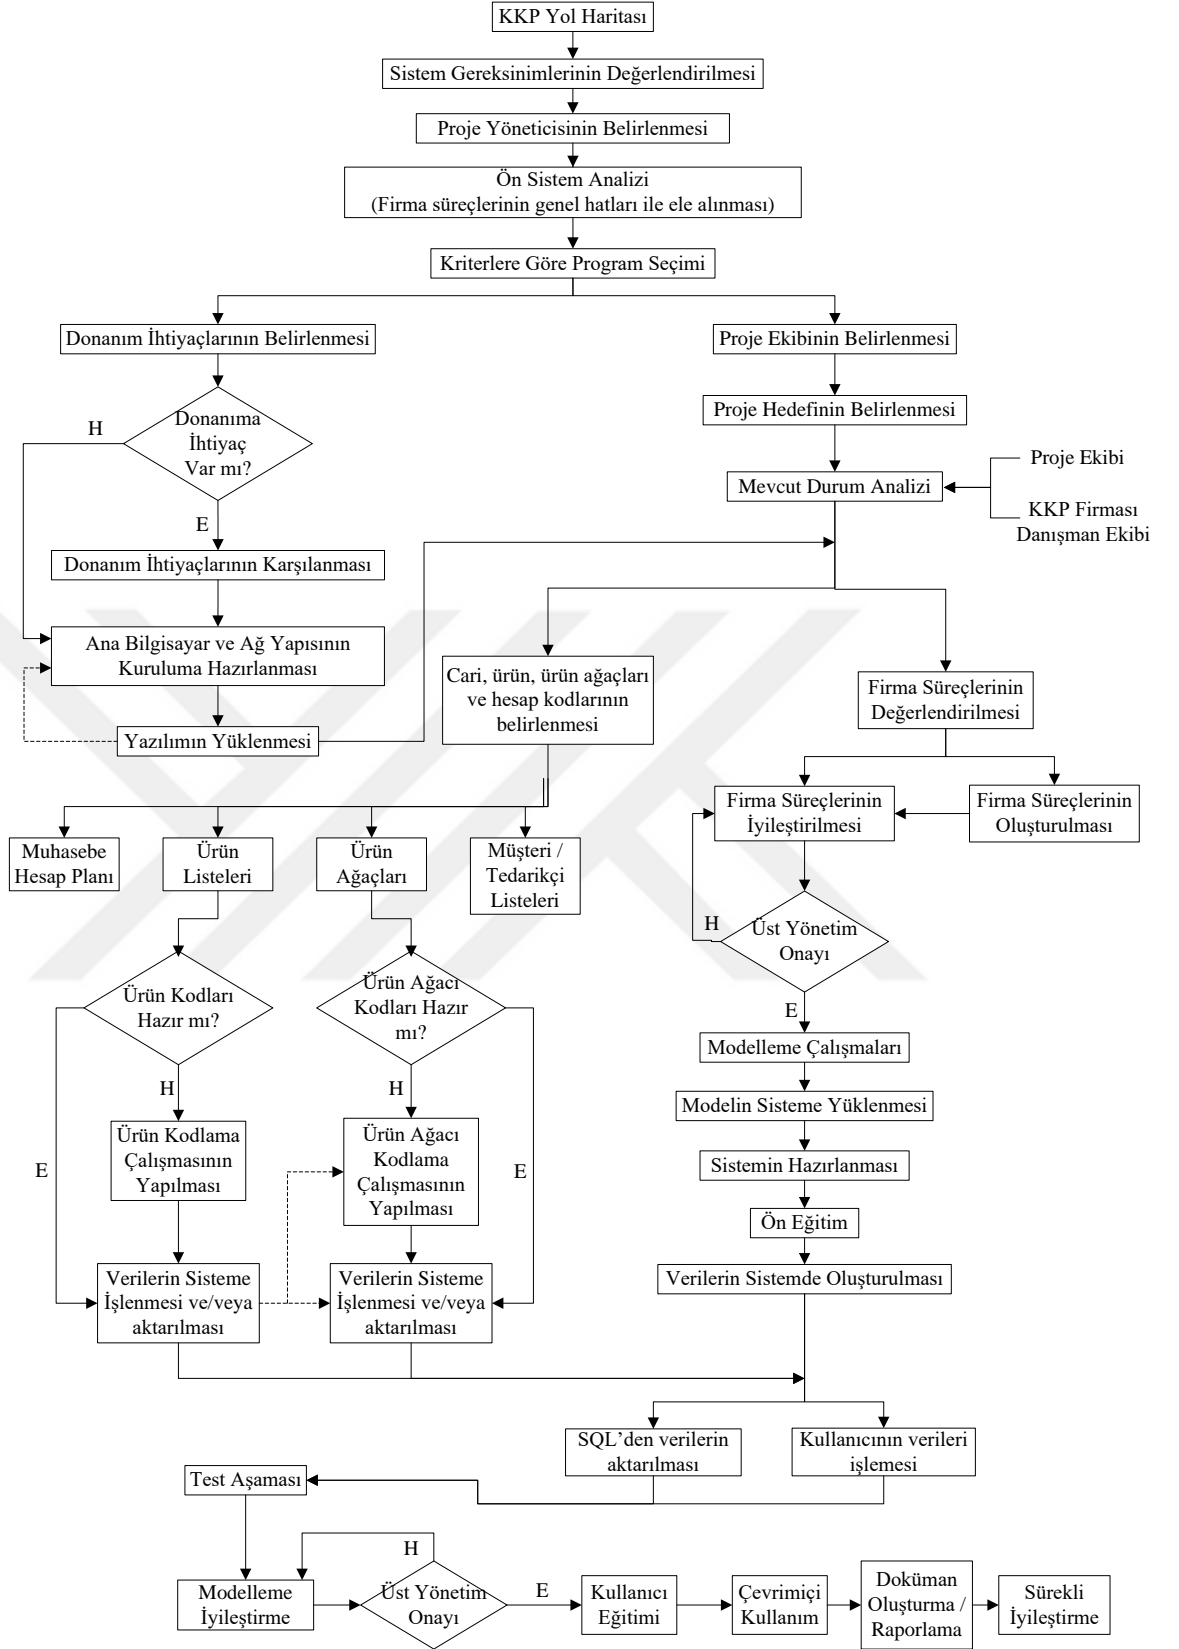 KKP Yol Haritası
Sistem Gereksinimlerinin Değerlendirilmesi
Proje Yöneticisinin Belirlenmesi
Ön Sistem Analizi
(Firma süreçlerinin genel hatları ile ele alınması)
Kriterlere Göre Program Seçimi
Donanım İhtiyaçlarının Belirlenmesi
Proje Ekibinin Belirlenmesi
Donanıma
İhtiyaç
Var mı?
H
E
Proje Hedefinin Belirlenmesi
Mevcut Durum Analizi
Proje Ekibi
KKP Firması
Danışman Ekibi
Donanım İhtiyaçlarının Karşılanması
Ana Bilgisayar ve Ağ Yapısının
Kuruluma Hazırlanması
Yazılımın Yüklenmesi
Cari, ürün, ürün ağaçları
ve hesap kodlarının
belirlenmesi
Firma Süreçlerinin
Değerlendirilmesi
Firma Süreçlerinin
İyileştirilmesi
Firma Süreçlerinin
Oluşturulması
Muhasebe
Hesap Planı
Ürün
Listeleri
Ürün
Ağaçları
Müşteri /
Tedarikçi
Listeleri
H
Üst Yönetim
Onayı
E
Ürün Kodları
Hazır mı?
Ürün Ağacı
Kodları Hazır
mı?
Modelleme Çalışmaları
H
H
Modelin Sisteme Yüklenmesi
E
Ürün Kodlama
Çalışmasının
Yapılması
Ürün Ağacı
Kodlama
Çalışmasının
Yapılması
E
Sistemin Hazırlanması
Ön Eğitim
Verilerin Sistemde Oluşturulması
Verilerin Sisteme
İşlenmesi ve/veya
aktarılması
Verilerin Sisteme
İşlenmesi ve/veya
aktarılması
SQL’den verilerin
aktarılması
Kullanıcının verileri
işlemesi
Test Aşaması
H
Modelleme
İyileştirme
Üst Yönetim
Onayı
E
Kullanıcı
Eğitimi
Çevrimiçi
Kullanım
Doküman
Oluşturma /
Raporlama
Sürekli
İyileştirme